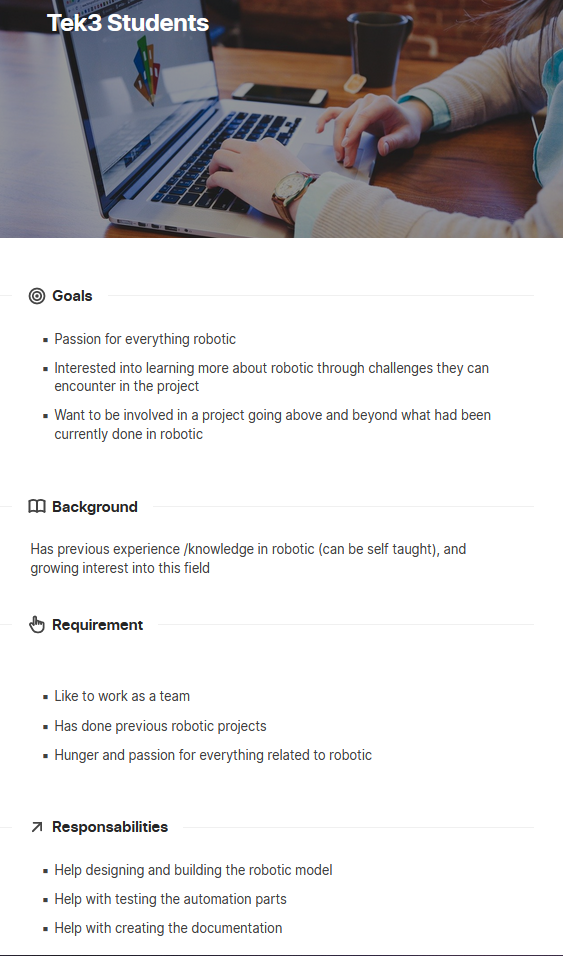 Tek3 Students
Goals
Passion for everything robotic
Interested into learning more about robotic through challenges they can
encounter in the project
Want to be involved in a project going above and beyond what had been
currently done in robotic
Background
Has previous experience /knowledge in robotic (can be self taught), and
growing interest into this field
Requirement
Like to work as a team
Has done previous robotic projects
Hunger and passion for everything related to robotic
Responsabilities
Help designing and building the robotic model
Help with testing the automation parts
Help with creating the documentation